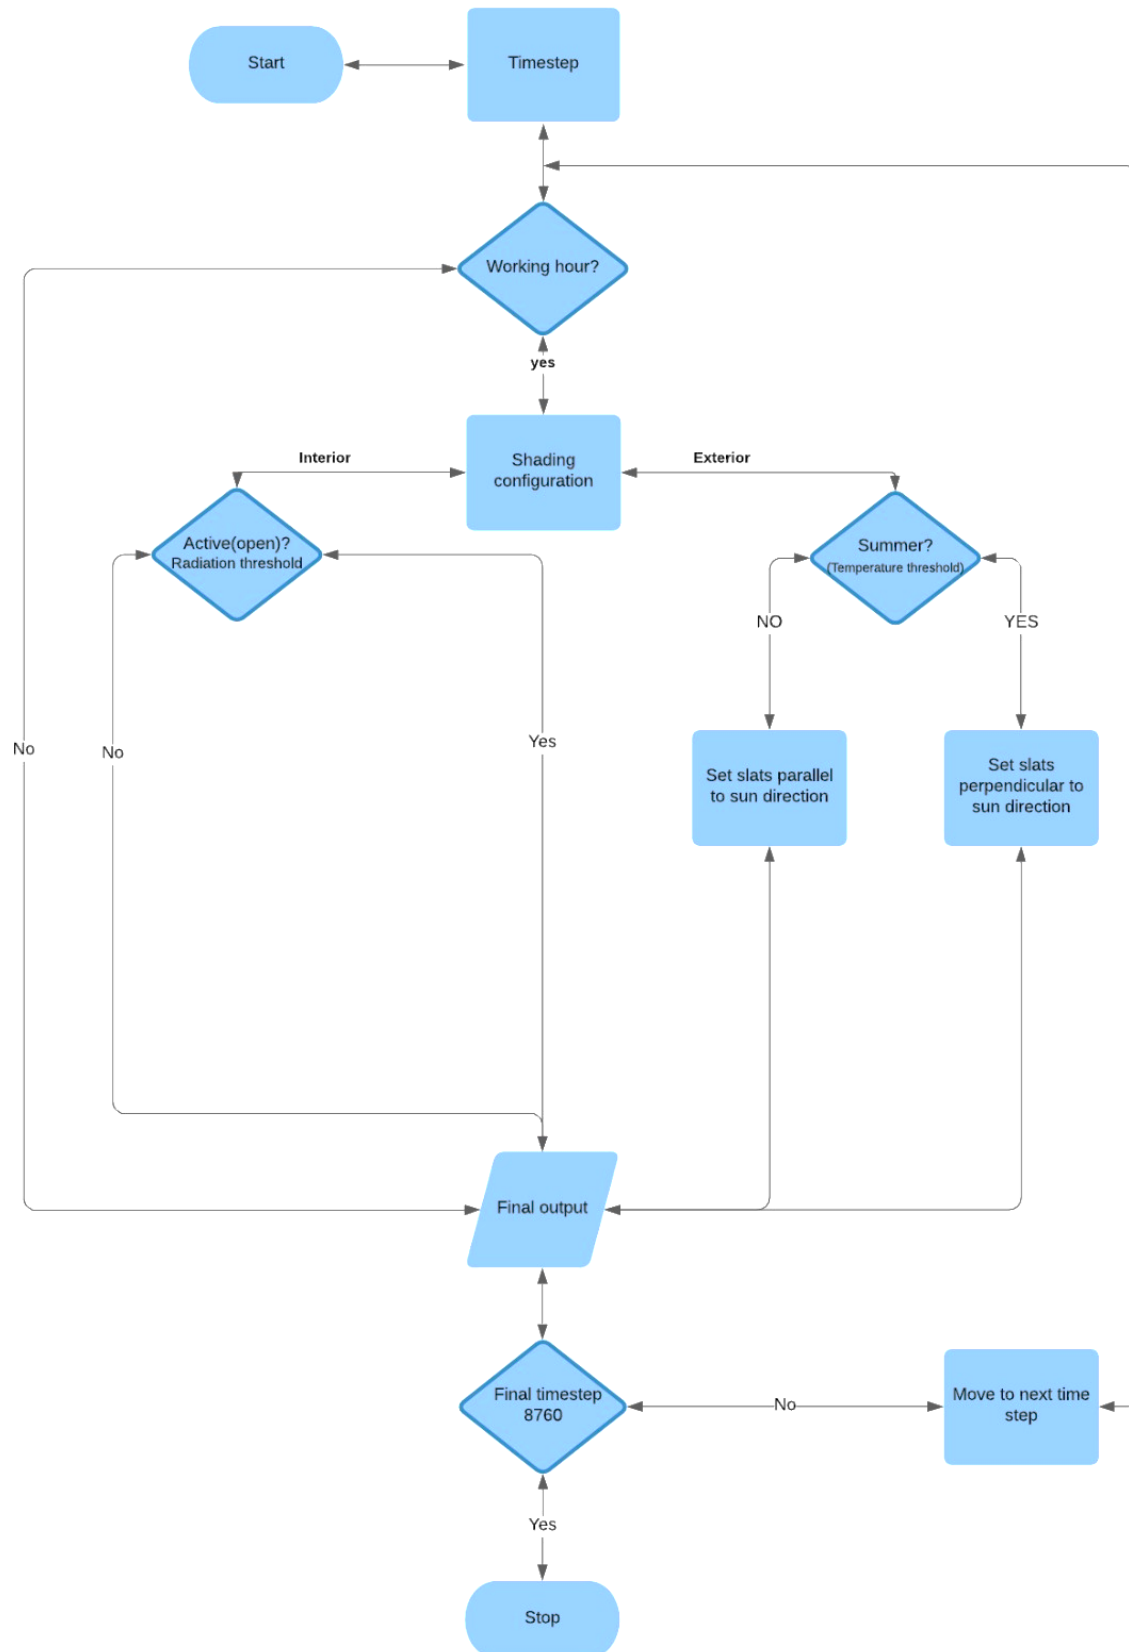 Start
Timestep
Working hour?
yes
Interior
Shading
configuration
Exterior
Active(open)?
Radiation threshold
Summer?
(Temperature threshold)
NO
YES
No
No
Yes
Set slats parallel
to sun direction
Set slats
perpendicular to
sun direction
Final output
Final timestep
8760
No
Move to next time
step
Yes
Stop